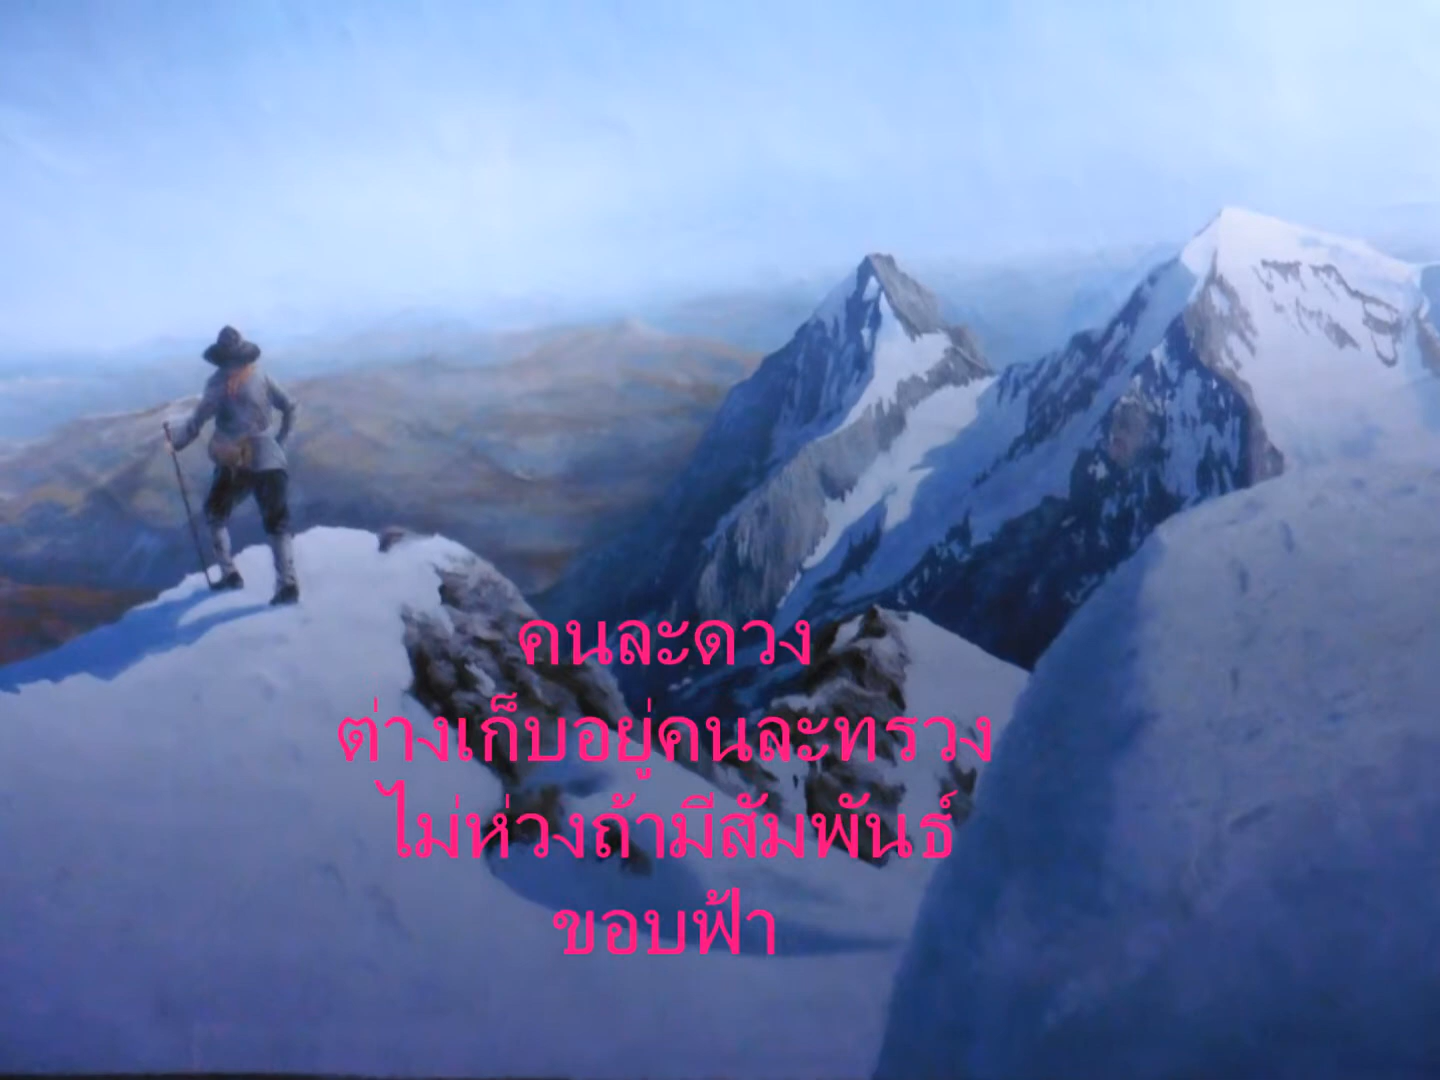 คนละดวง
ต่างเก็บอยู่คนละทรวง
ไม่ห่วงถ้ามีสัมพันธ์
ขอบฟ้า